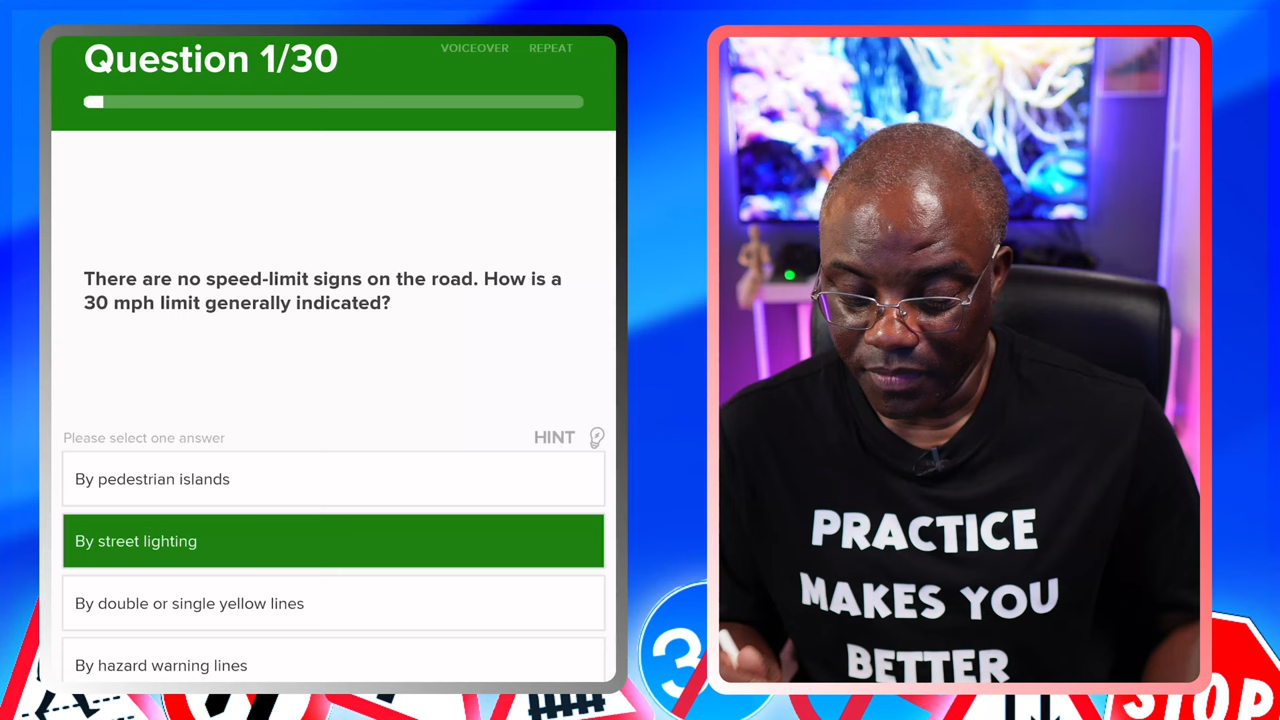 Question 1/30
VOICEOVER REPEAT
There are no speed-limit signs on the road. How is a
30 mph limit generally indicated?
Please select one answer
HINT
By pedestrian islands
By street lighting
By double or single yellow lines
By hazard warning lines
PRACTICE
MAKES YOU
BETTER
3
STOP